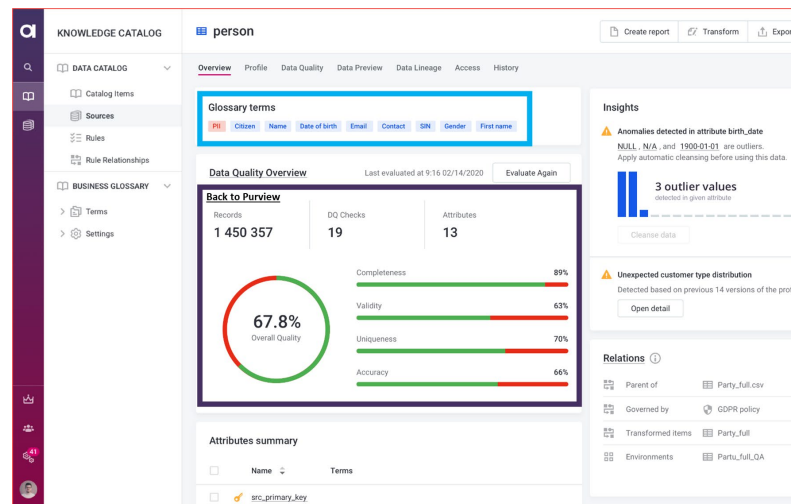 KNOWLEDGE CATALOG
DATA CATALOG
Catalog Items
Sources
Rules
Rule Relationships
BUSINESS GLOSSARY
Terms
Settings
41
person
Create report
Transform
Expor
Overview Profile Data Quality Data Preview Data Lineage Access History
Glossary terms
PII Citizen Name Date of birth Email Contact SIN Gender First name
Data Quality Overview
Last evaluated at 9:16 02/14/2020
Evaluate Again
Back to Purview
Records DQ Checks Attributes
1 450 357 19 13
67.8%
Overall Quality
Completeness 89%
Validity 63%
Uniqueness 70%
Accuracy 66%
Attributes summary
Name Terms
src_primary_key
Insights
Anomalies detected in attribute birth_date
NULL , N/A , and 1900-01-01 are outliers.
Apply automatic cleansing before using this data.
3 outlier values
detected in given attribute
Cleanse data
Unexpected customer type distribution
Detected based on previous 14 versions of the prof
Open detail
Relations
Parent of Party_full.csv
Governed by GDPR policy
Transformed items Party_full
Environments Partu_full_QA